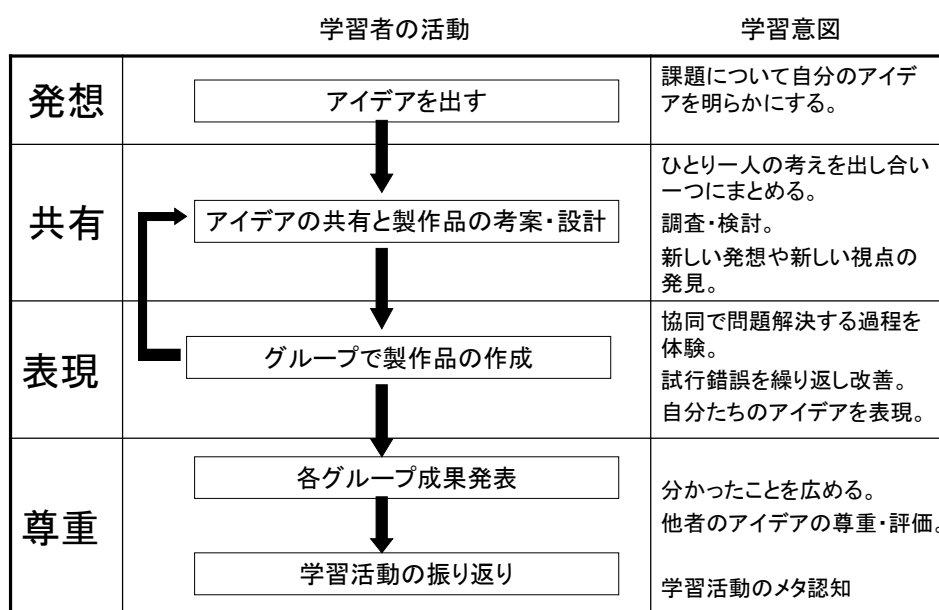 学習者の活動
学習意図
発想
アイデアを出す
課題について自分のアイデ
アを明らかにする。
共有
アイデアの共有と製作品の考案・設計
ひとり一人の考えを出し合い
一つにまとめる。
調査・検討。
新しい発想や新しい視点の
発見。
表現
グループで製作品の作成
協同で問題解決する過程を
体験。
試行錯誤を繰り返し改善。
自分たちのアイデアを表現。
尊重
各グループ成果発表
学習活動の振り返り
分かったことを広める。
他者のアイデアの尊重・評価。
学習活動のメタ認知